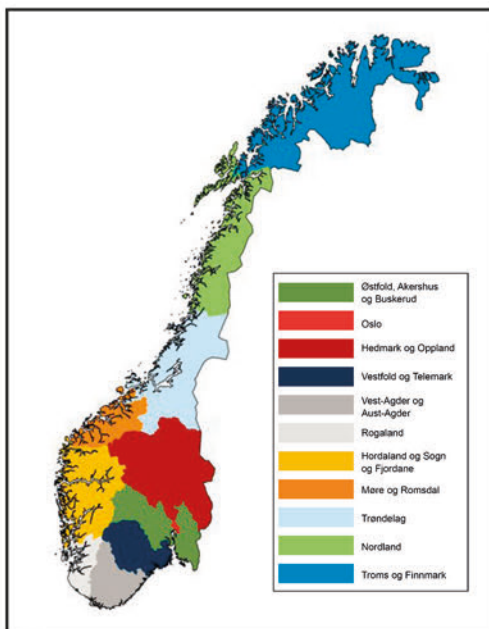 Østfold, Akershus
og Buskerud
Oslo
Hedmark og Oppland
Vestfold og Telemark
Vest-Agder og
Aust-Agder
Rogaland
Hordaland og Sogn
og Fjordane
Møre og Romsdal
Trøndelag
Nordland
Troms og Finnmark